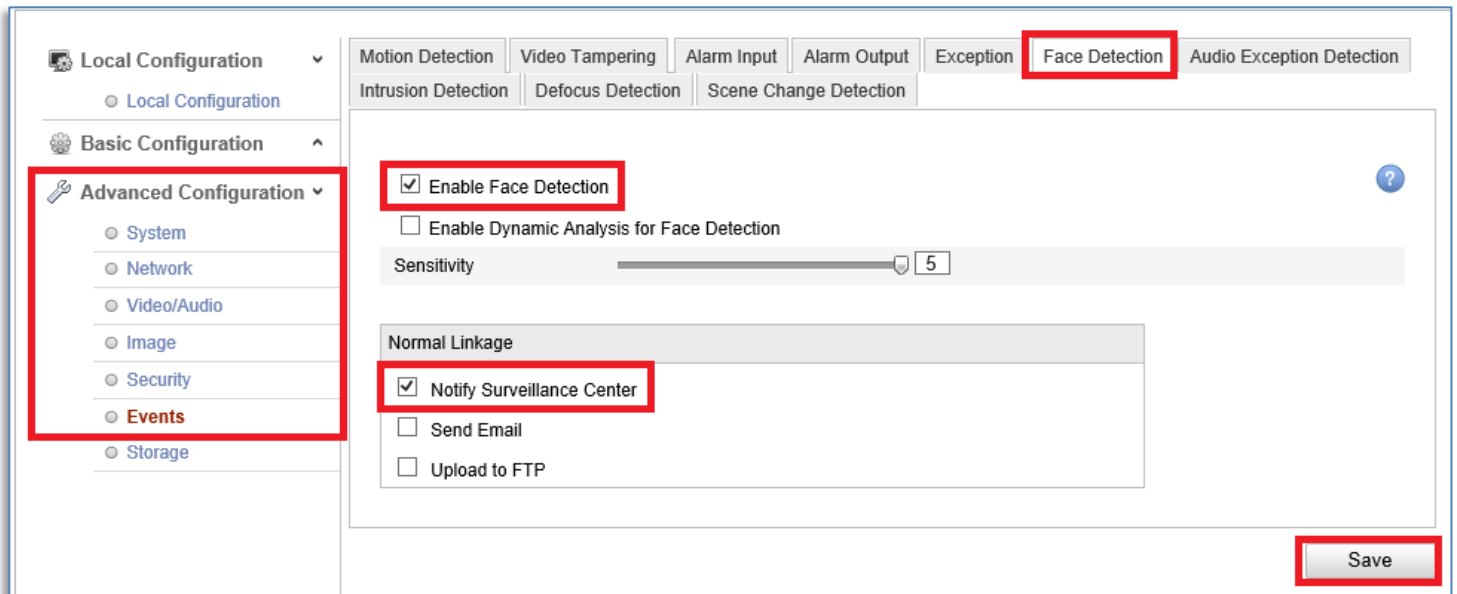 Local Configuration
Local Configuration
Basic Configuration
Advanced Configuration
System
Network
Video/Audio
Image
Security
Events
Storage
Motion Detection Video Tampering Alarm Input Alarm Output Exception Face Detection Audio Exception Detection
Intrusion Detection Defocus Detection Scene Change Detection
Enable Face Detection
?
Enable Dynamic Analysis for Face Detection
Sensitivity 5
Normal Linkage
Notify Surveillance Center
Send Email
Upload to FTP
Save